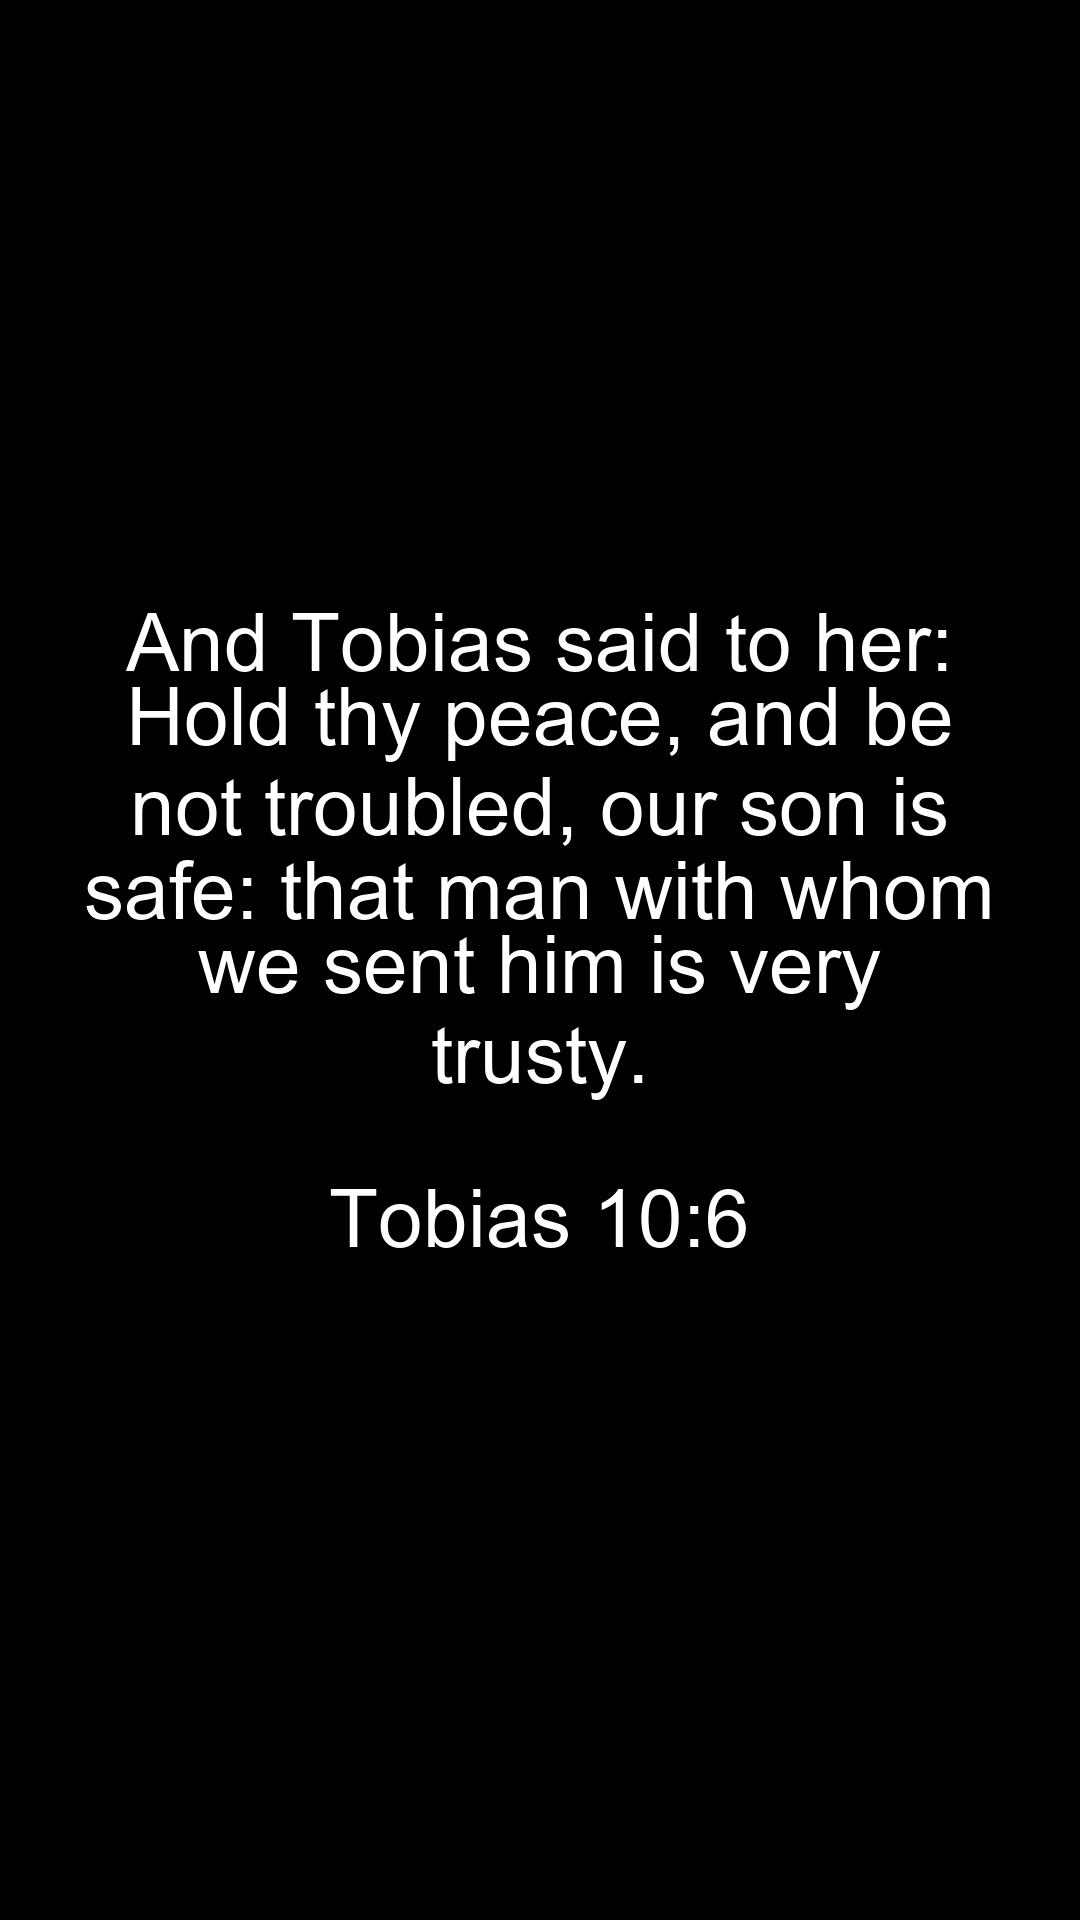 And Tobias said to her:
Hold thy peace, and be
not troubled, our son is
safe: that man with whom
we sent him is very
trusty.
Tobias 10:6